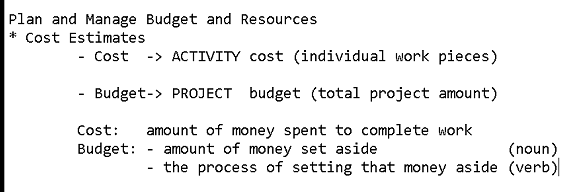 Plan and Manage Budget and Resources
* Cost Estimates
- Cost -> ACTIVITY cost (individual work pieces)
- Budget-> PROJECT budget (total project amount)
Cost: amount of money spent to complete work
Budget: - amount of money set aside (noun)
- the process of setting that money aside (verb)